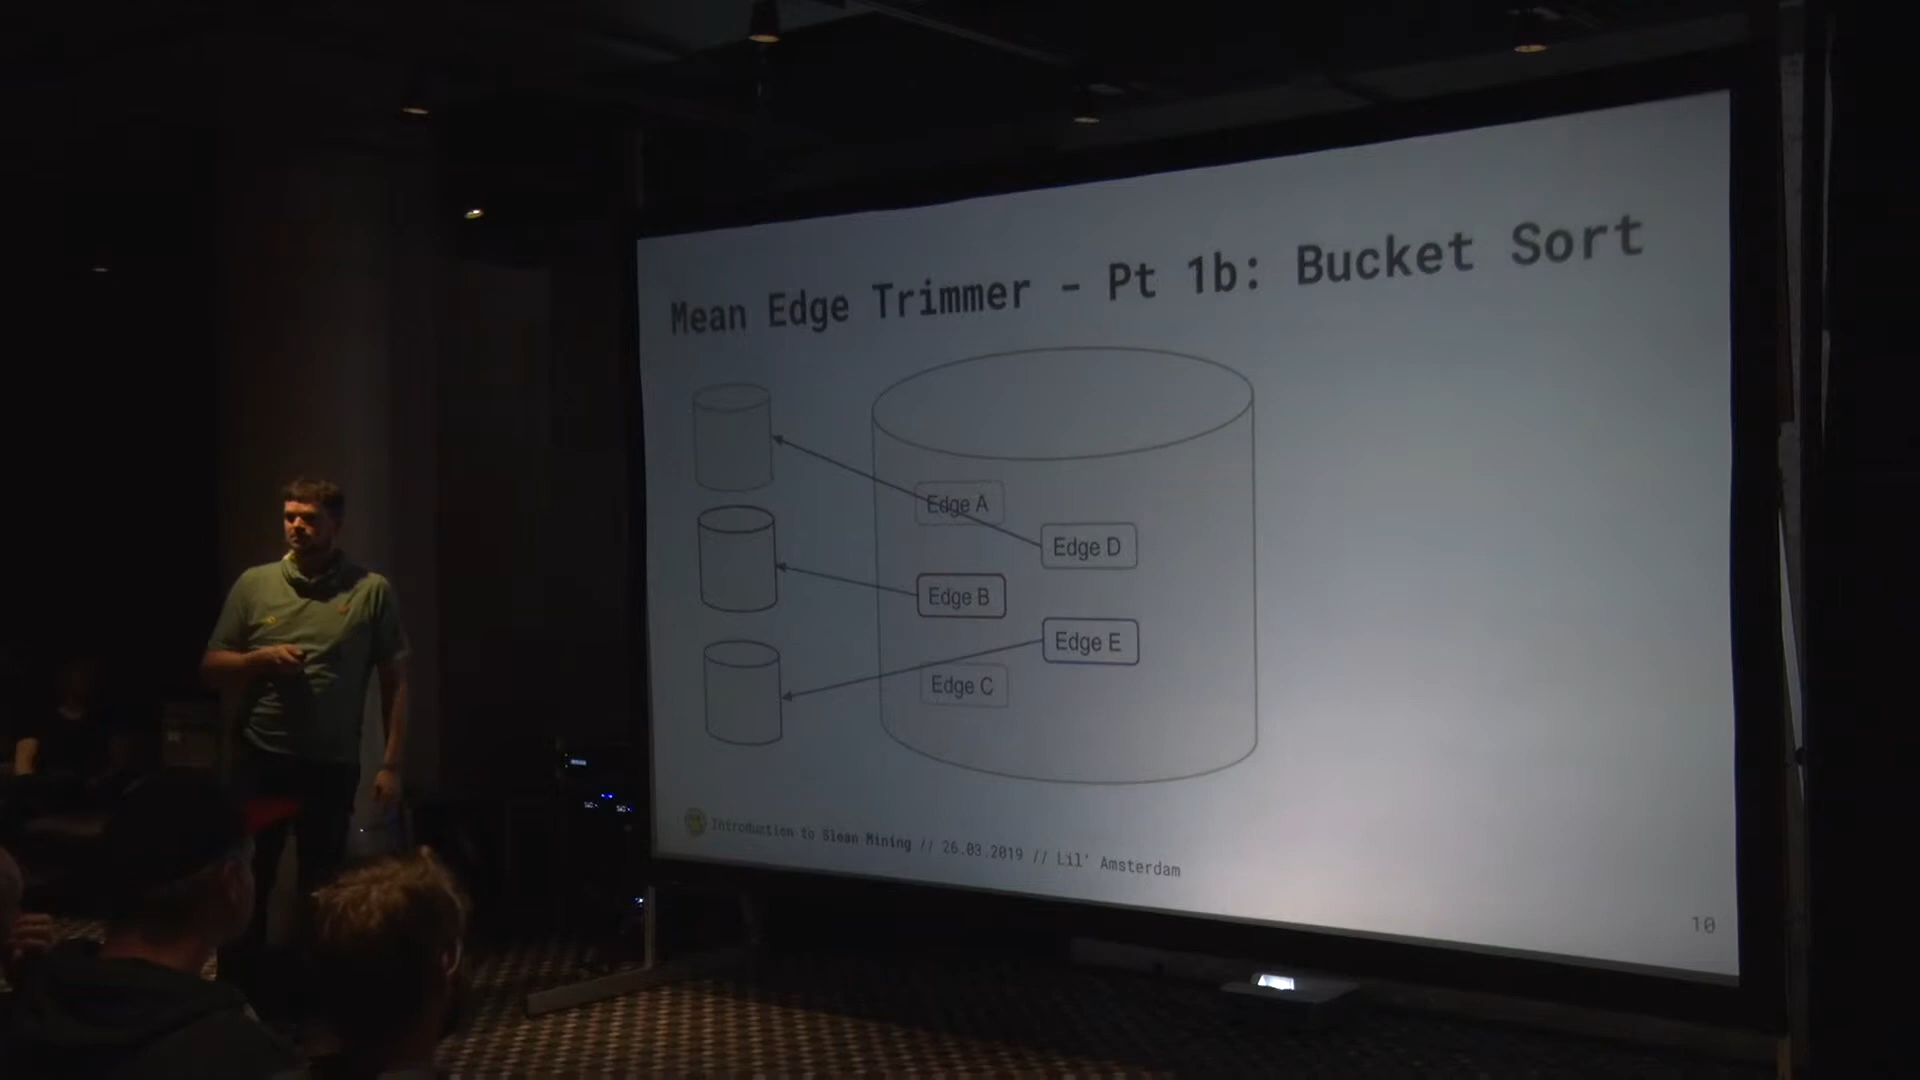 Mean Edge Trimmer - Pt 1b: Bucket Sort
Edge A
Edge D
Edge B
Edge E
Edge C
Introduction to Slean Mining // 26.03.2019 // Lil' Amsterdam
10